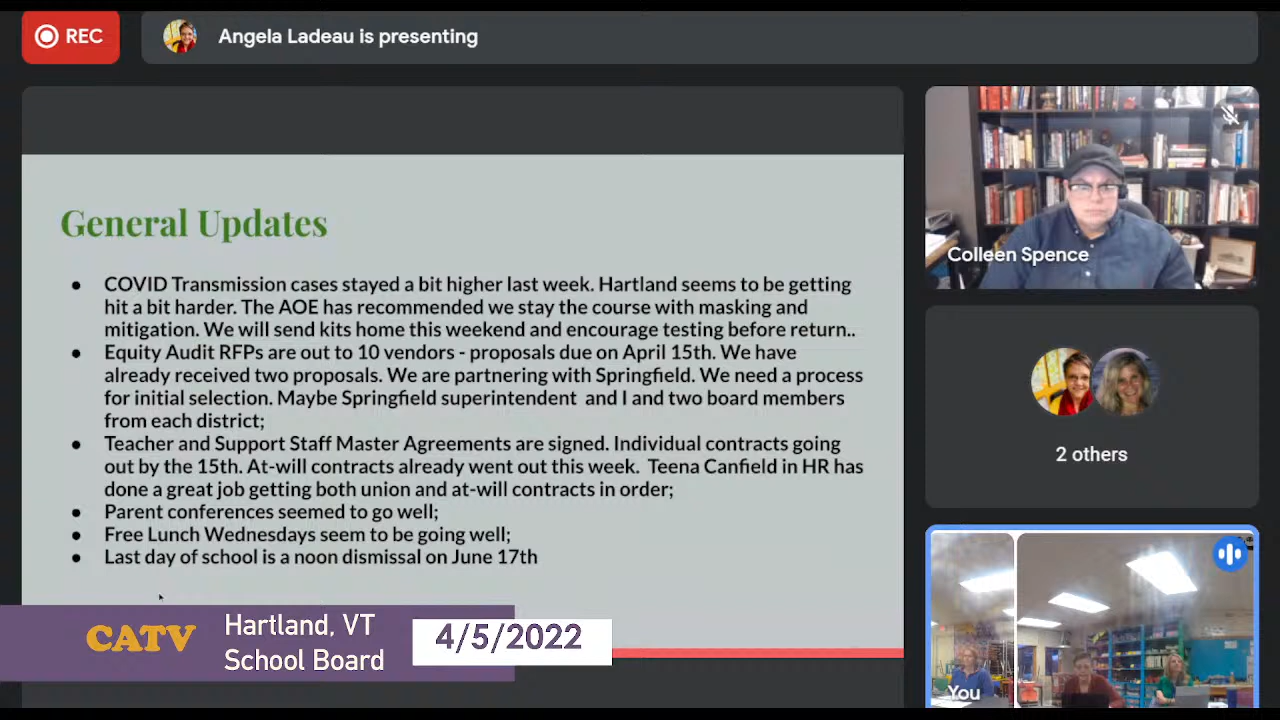 REC
Angela Ladeau is presenting
General Updates
● COVID Transmission cases stayed a bit higher last week. Hartland seems to be getting
hit a bit harder. The AOE has recommended we stay the course with masking and
mitigation. We will send kits home this weekend and encourage testing before return..
● Equity Audit RFPs are out to 10 vendors - proposals due on April 15th. We have
already received two proposals. We are partnering with Springfield. We need a process
for initial selection. Maybe Springfield superintendent and I and two board members
from each district;
● Teacher and Support Staff Master Agreements are signed. Individual contracts going
out by the 15th. At-will contracts already went out this week. Teena Canfield in HR has
done a great job getting both union and at-will contracts in order;
● Parent conferences seemed to go well;
● Free Lunch Wednesdays seem to be going well;
● Last day of school is a noon dismissal on June 17th
Colleen Spence
2 others
You
CATV
Hartland, VT
School Board
4/5/2022